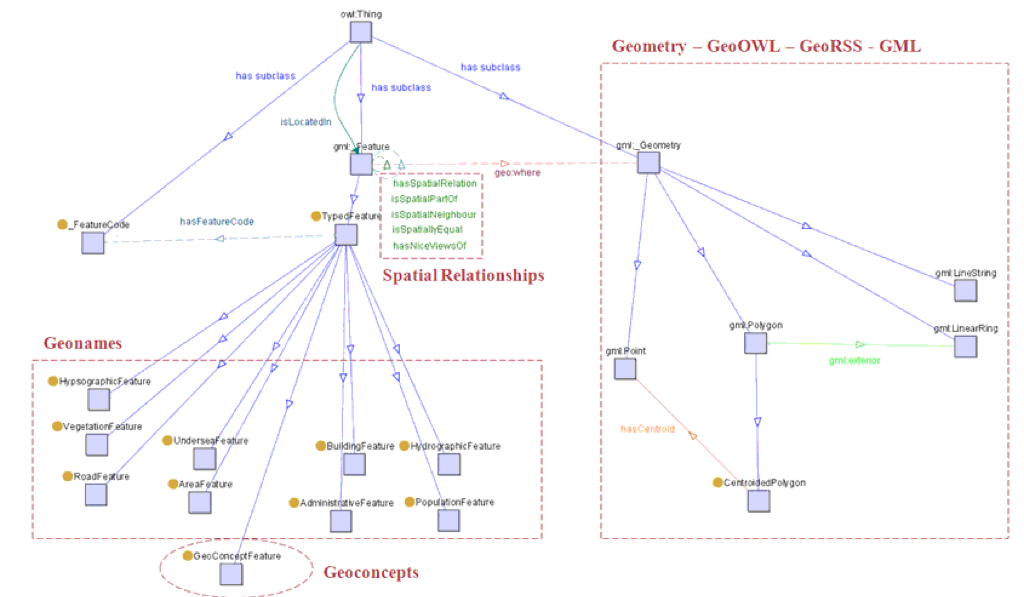 owl:Thing
Geometry – GeoOWL – GeoRSS - GML
has subclass
has subclass
has subclass
isLocatedIn
gml:_Feature
gml:_Geometry
geo:where
hasSpatialRelation
isSpatialPartOf
isSpatialNeighbour
isSpatiallyEqual
hasNiceViewsOf
TypedFeature
_FeatureCode
hasFeatureCode
Spatial Relationships
gml:LineString
gml:Polygon
gml:LinearRing
gml:exterior
gml:Point
hasCentroid
CentroidedPolygon
Geonames
HypsographicFeature
VegetationFeature
UnderseaFeature
BuildingFeature
HydrographicFeature
RoadFeature
AreaFeature
AdministrativeFeature
PopulationFeature
GeoConceptFeature
Geoconcepts